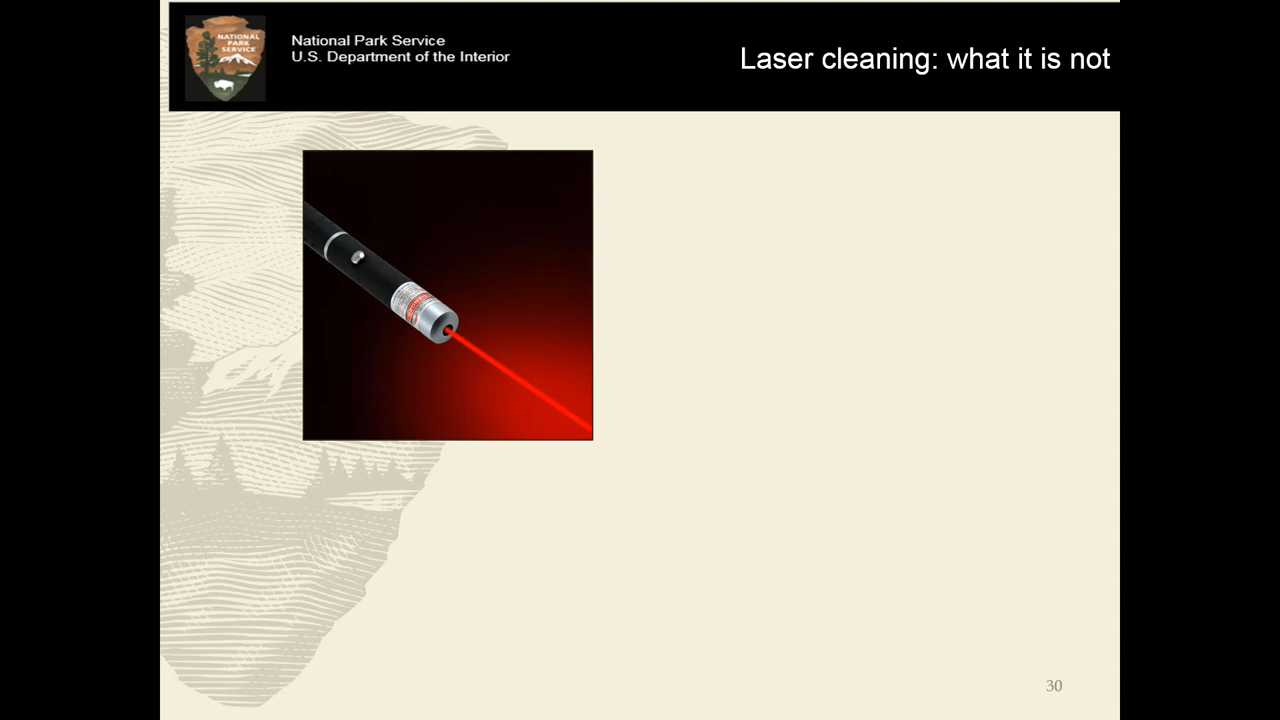 NATIONAL
PARK
SERVICE
National Park Service
U.S. Department of the Interior
Laser cleaning: what it is not
30